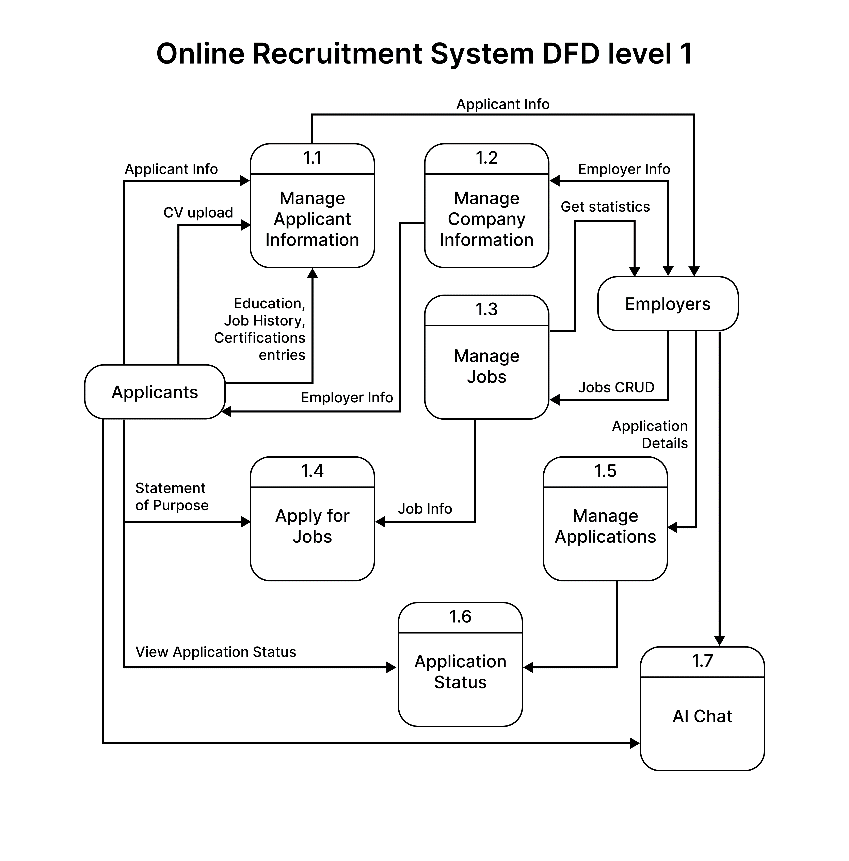 Online Recruitment System DFD level 1
Applicant Info
1.1
Manage
Applicant
Information
1.2
Manage
Company
Information
Applicant Info
CV upload
Employer Info
Get statistics
Education,
Job History,
Certifications
entries
1.3
Manage
Jobs
Employers
Applicants
Employer Info
Jobs CRUD
Application
Details
Statement
of Purpose
1.4
Apply for
Jobs
Job Info
1.5
Manage
Applications
View Application Status
1.6
Application
Status
1.7
AI Chat